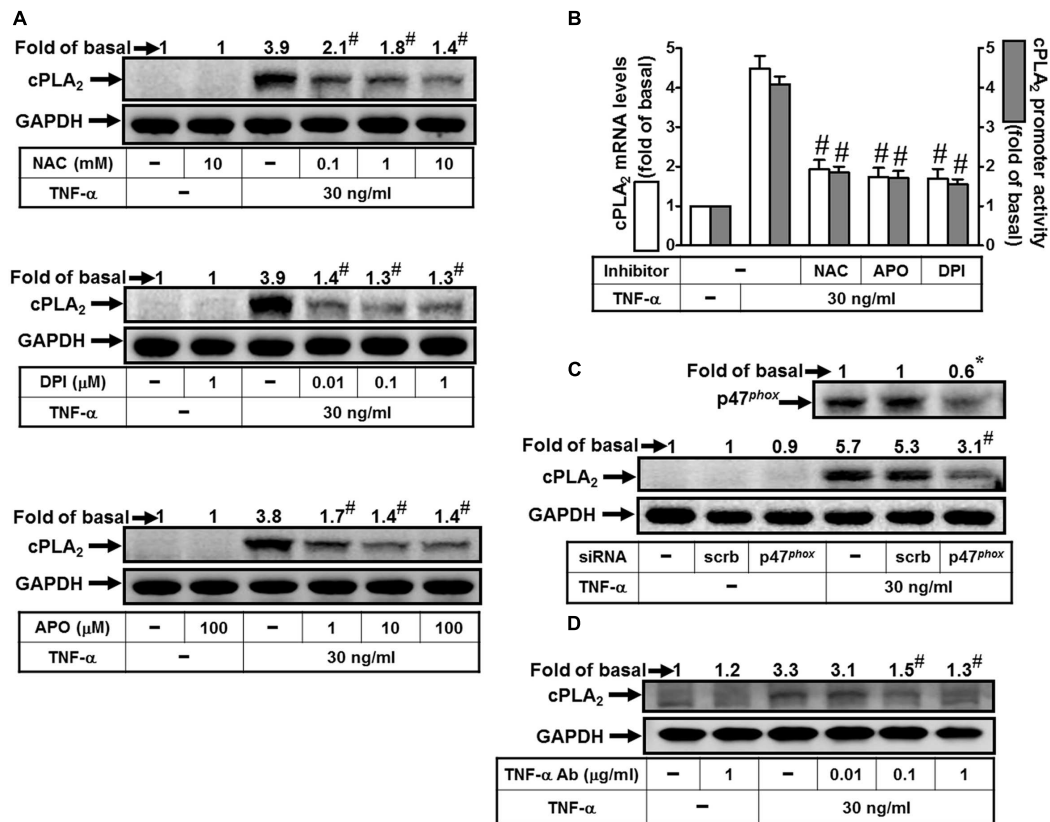 A
Fold of basal 1 1 3.9 2.1# 1.8# 1.4#
cPLA2
GAPDH
NAC (mM) – 10 – 0.1 1 10
TNF-α – 30 ng/ml
Fold of basal 1 1 3.9 1.4# 1.3# 1.3#
cPLA2
GAPDH
DPI (μM) – 1 – 0.01 0.1 1
TNF-α – 30 ng/ml
Fold of basal 1 1 3.8 1.7# 1.4# 1.4#
cPLA2
GAPDH
APO (μM) – 100 – 1 10 100
TNF-α – 30 ng/ml
B
cPLA2 mRNA levels
(fold of basal)
5
4
3
2
1
0
# # # # # #
5
4
3
2
1
0
cPLA2 promoter activity
(fold of basal)
Inhibitor – NAC APO DPI
TNF-α – 30 ng/ml
C
Fold of basal 1 1 0.6*
p47phox
Fold of basal 1 1 0.9 5.7 5.3 3.1#
cPLA2
GAPDH
siRNA – scrb p47phox – scrb p47phox
TNF-α – 30 ng/ml
D
Fold of basal 1 1.2 3.3 3.1 1.5# 1.3#
cPLA2
GAPDH
TNF-α Ab (μg/ml) – 1 – 0.01 0.1 1
TNF-α – 30 ng/ml